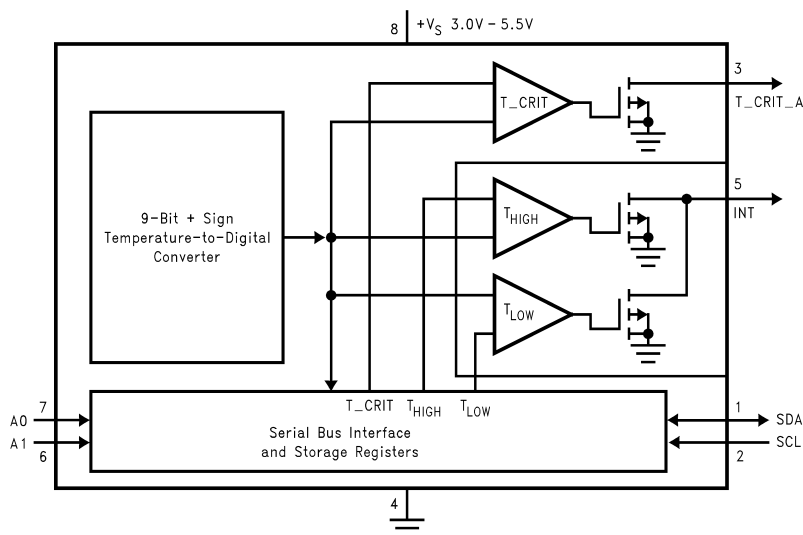 8
+VS 3.0V – 5.5V
3
T_CRIT_A
T_CRIT
9–Bit + Sign
Temperature–to–Digital
Converter
5
INT
THIGH
TLOW
7
A0
A1
6
T_CRIT THIGH TLOW
Serial Bus Interface
and Storage Registers
1
SDA
SCL
2
4